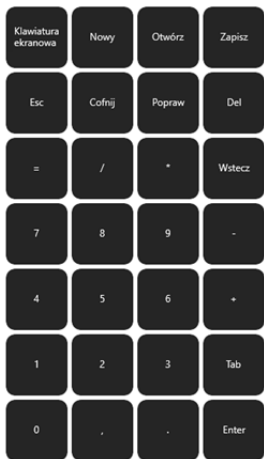 Klawiatura
ekranowa
Nowy
Otwórz
Zapisz
Esc
Cofnij
Popraw
Del
=
/
*
Wstecz
7
8
9
-
4
5
6
+
1
2
3
Tab
0
,
.
Enter